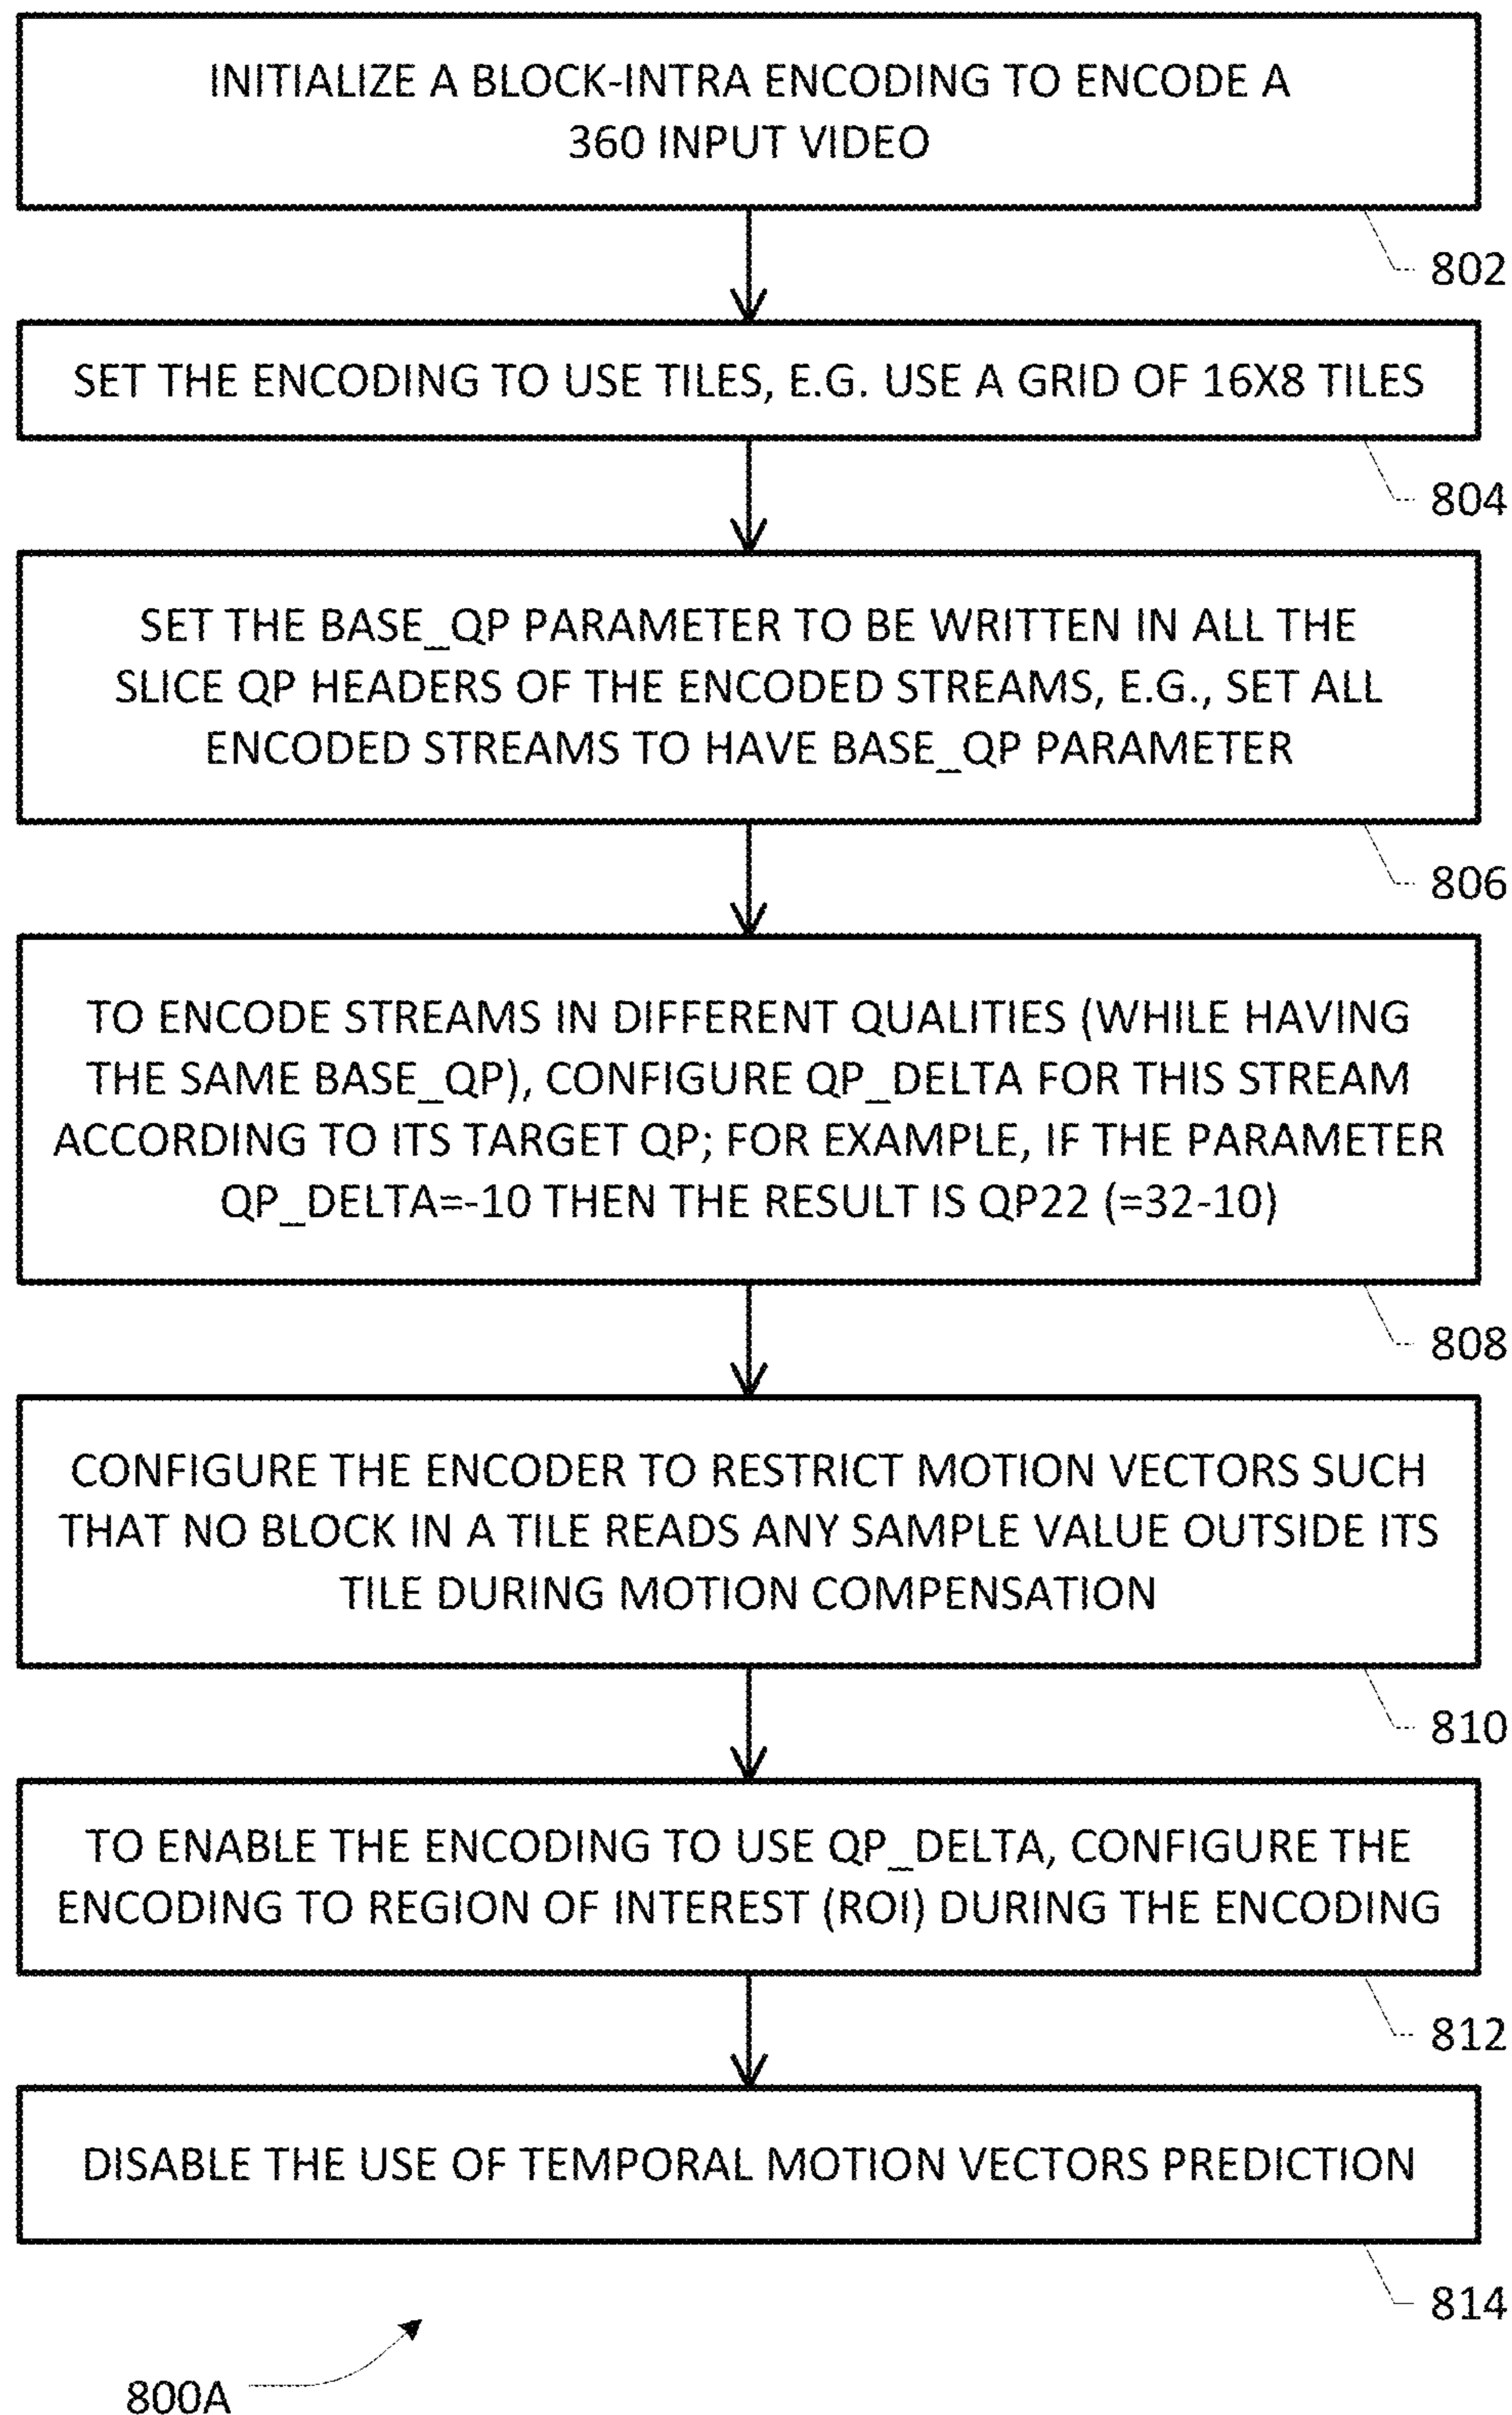 INITIALIZE A BLOCK-INTRA ENCODING TO ENCODE A
360 INPUT VIDEO
802
SET THE ENCODING TO USE TILES, E.G. USE A GRID OF 16X8 TILES
804
SET THE BASE_QP PARAMETER TO BE WRITTEN IN ALL THE
SLICE QP HEADERS OF THE ENCODED STREAMS, E.G., SET ALL
ENCODED STREAMS TO HAVE BASE_QP PARAMETER
806
TO ENCODE STREAMS IN DIFFERENT QUALITIES (WHILE HAVING
THE SAME BASE_QP), CONFIGURE QP_DELTA FOR THIS STREAM
ACCORDING TO ITS TARGET QP; FOR EXAMPLE, IF THE PARAMETER
QP_DELTA=-10 THEN THE RESULT IS QP22 (=32-10)
808
CONFIGURE THE ENCODER TO RESTRICT MOTION VECTORS SUCH
THAT NO BLOCK IN A TILE READS ANY SAMPLE VALUE OUTSIDE ITS
TILE DURING MOTION COMPENSATION
810
TO ENABLE THE ENCODING TO USE QP_DELTA, CONFIGURE THE
ENCODING TO REGION OF INTEREST (ROI) DURING THE ENCODING
812
DISABLE THE USE OF TEMPORAL MOTION VECTORS PREDICTION
814
800A